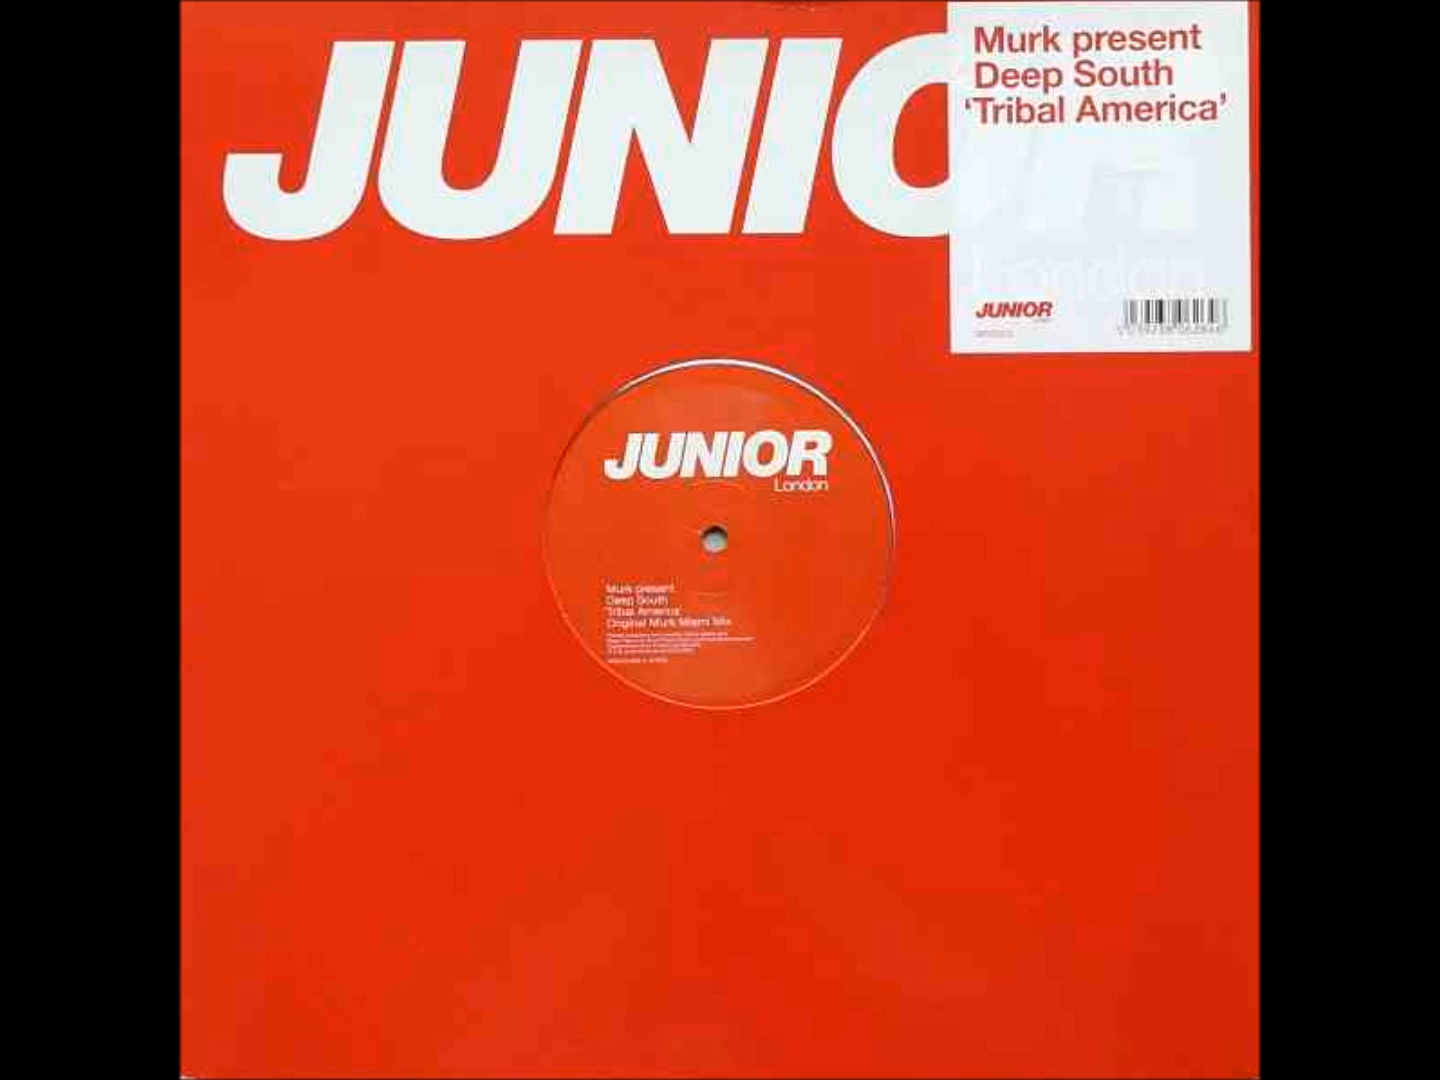 JUNIO
Murk present
Deep South
'Tribal America'
London
JUNIOR
JUNIOR
London
Murk present
Deep South
'Tribal America'
Original Murk Miami Mix